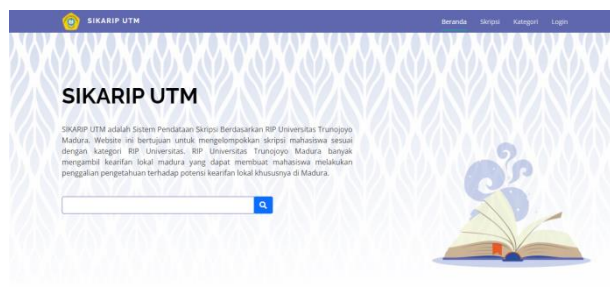 SIKARIP UTM
Beranda Skripsi Kategori Login
SIKARIP UTM
SIKARIP UTM adalah Sistem Pendataan Skripsi Berdasarkan RIP Universitas Trunojoyo
Madura. Website ini bertujuan untuk mengelompokkan skripsi mahasiswa sesuai
dengan kategori RIP Universitas. RIP Universitas Trunojoyo Madura banyak
mengambil kearifan lokal madura yang dapat membuat mahasiswa melakukan
penggalian pengetahuan terhadap potensi kearifan lokal khususnya di Madura.